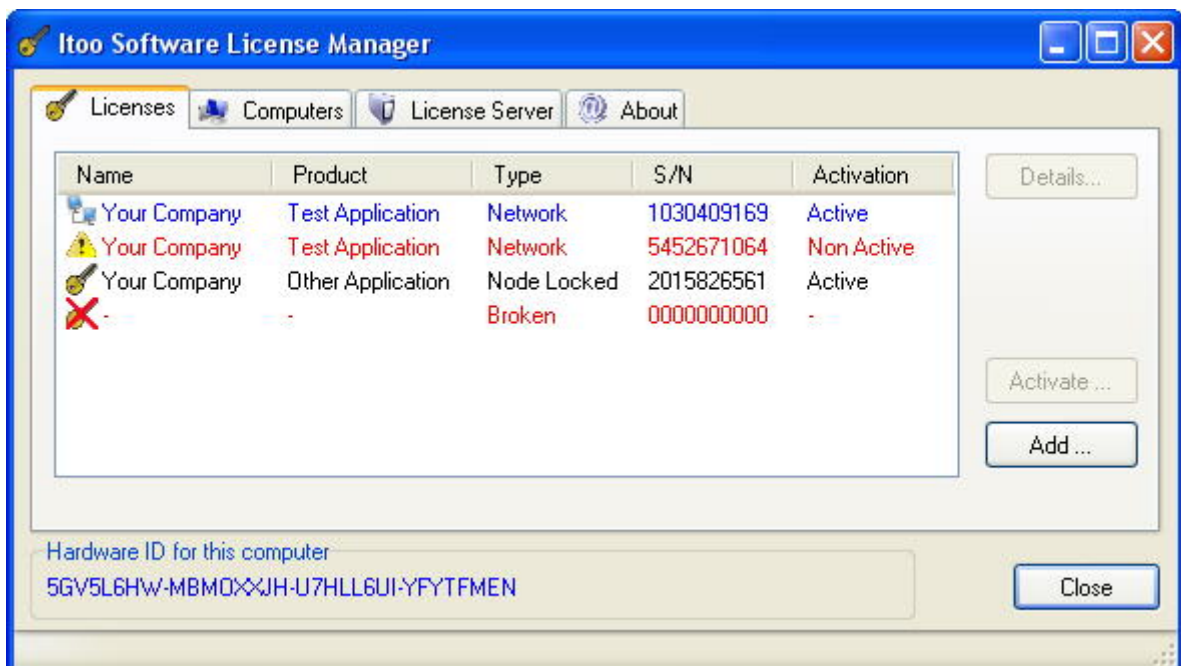 Itoo Software License Manager
Licenses Computers License Server About
Name Product Type S/N Activation
Your Company Test Application Network 1030409169 Active
Your Company Test Application Network 5452671064 Non Active
Your Company Other Application Node Locked 2015826561 Active
- - Broken 0000000000 -
Details...
Activate ...
Add ...
Hardware ID for this computer
5GV5L6HW-MBMOXXJH-U7HLL6UI-YFYTFMEN
Close